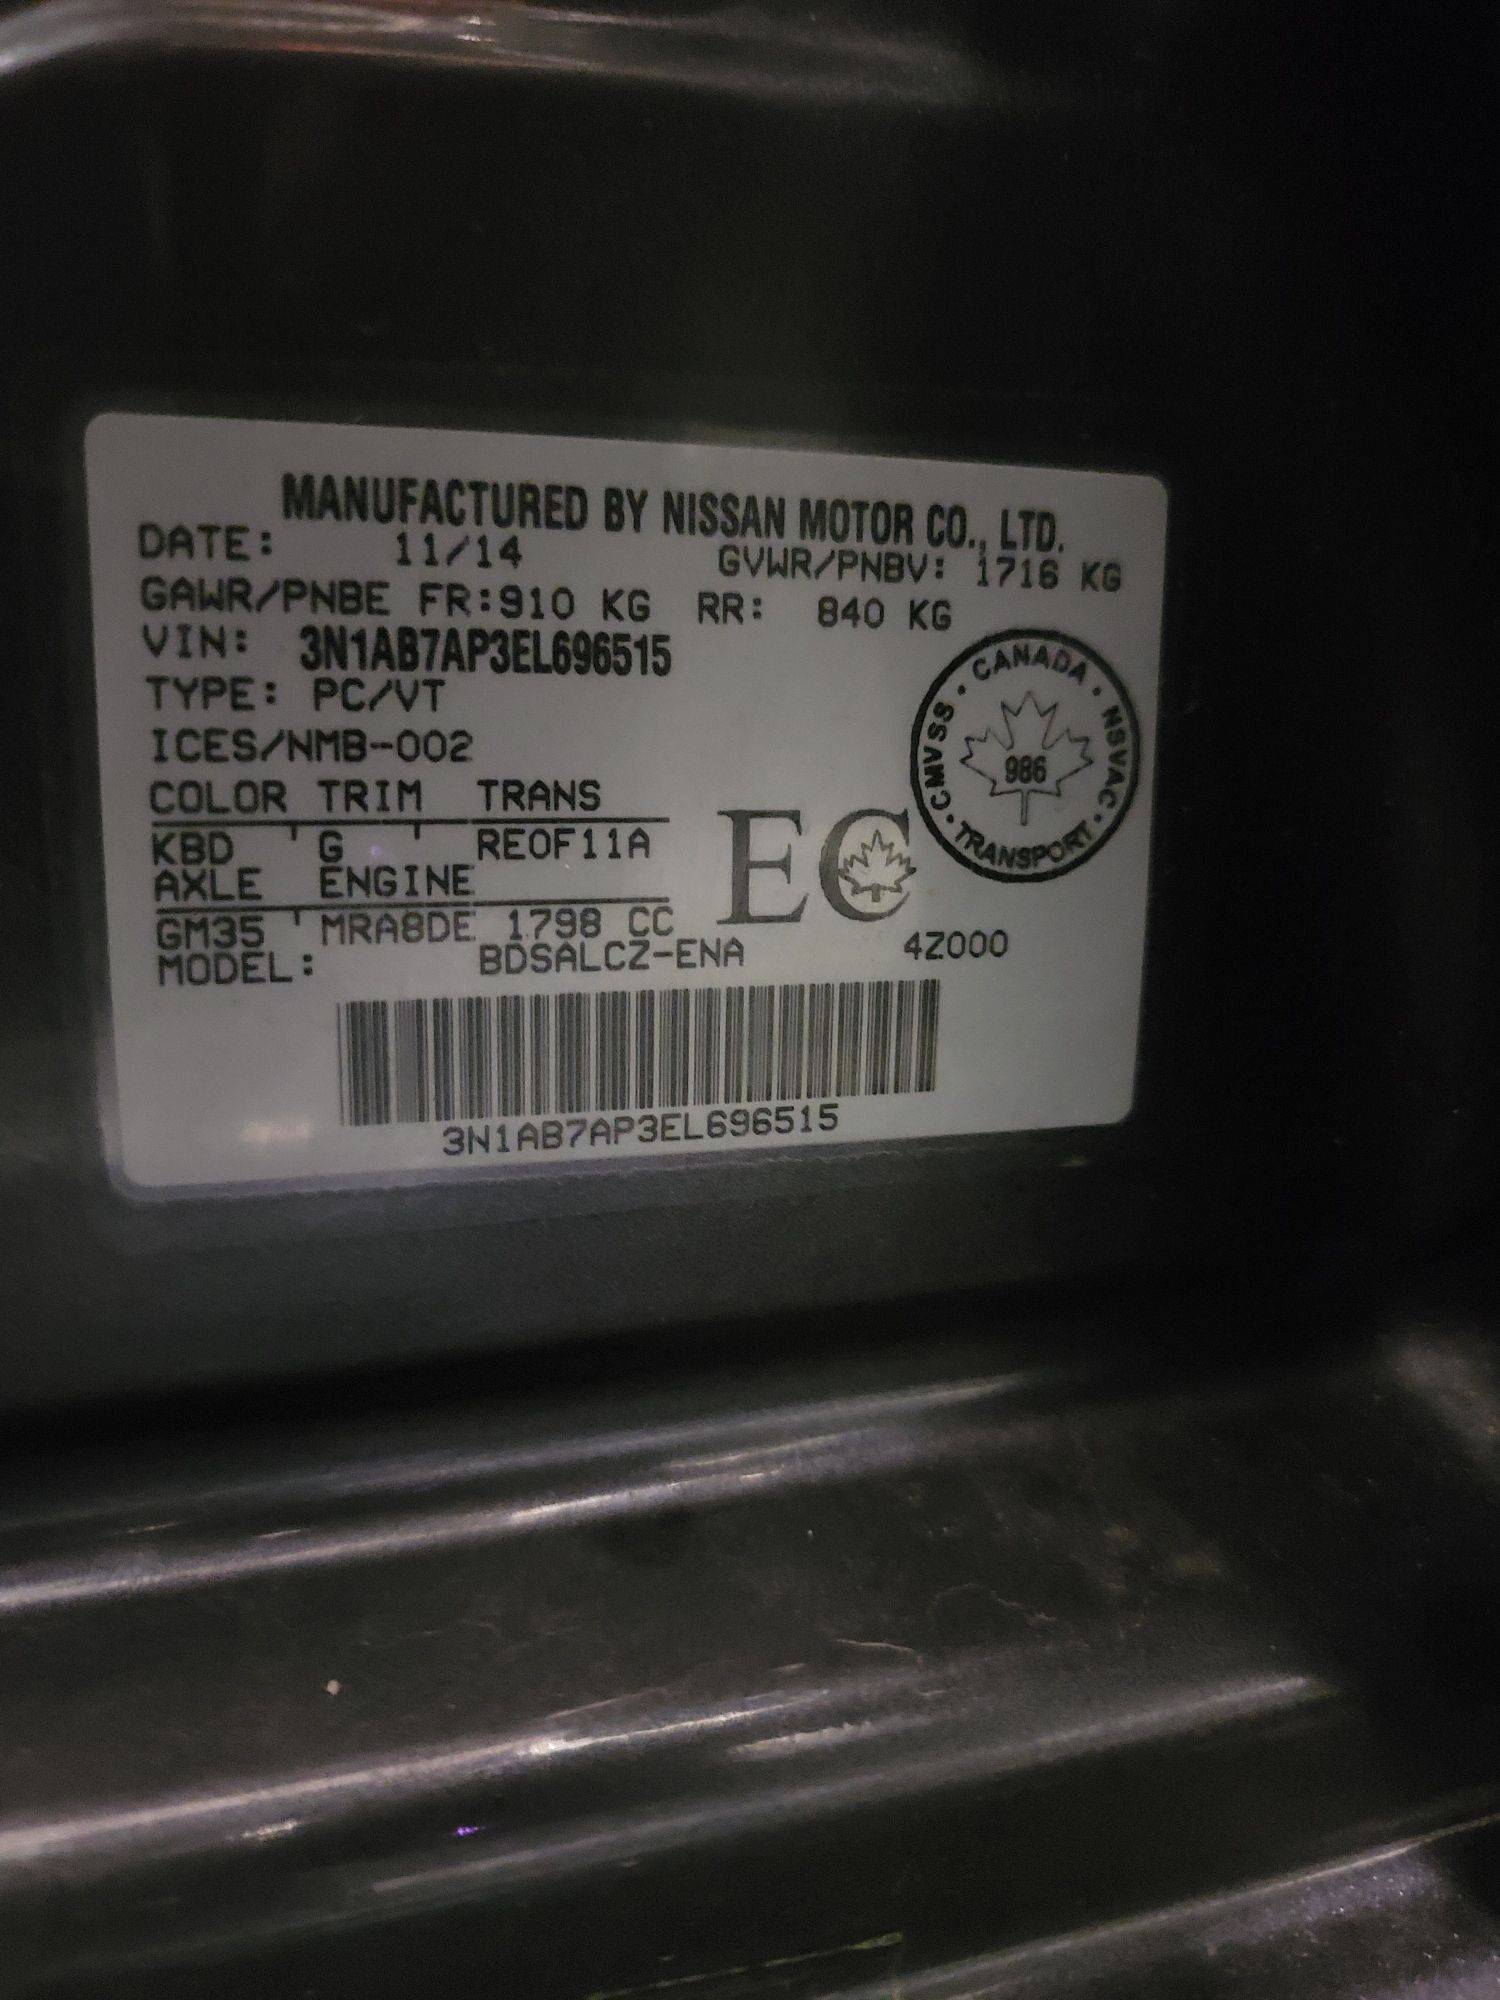 MANUFACTURED BY NISSAN MOTOR CO., LTD.
DATE: 11/14 GVWR/PNBV: 1716 KG
GAWR/PNBE FR:910 KG RR: 840 KG
VIN: 3N1AB7AP3EL696515
TYPE: PC/VT
ICES/NMB-002
COLOR TRIM TRANS
KBD G RE0F11A
AXLE ENGINE
GM35 MRA8DE 1798 CC
MODEL: BDSALCZ-ENA 4Z000
EC
CANADA · NSVAC · TRANSPORT · CMVSS ·
986
3N1AB7AP3EL696515